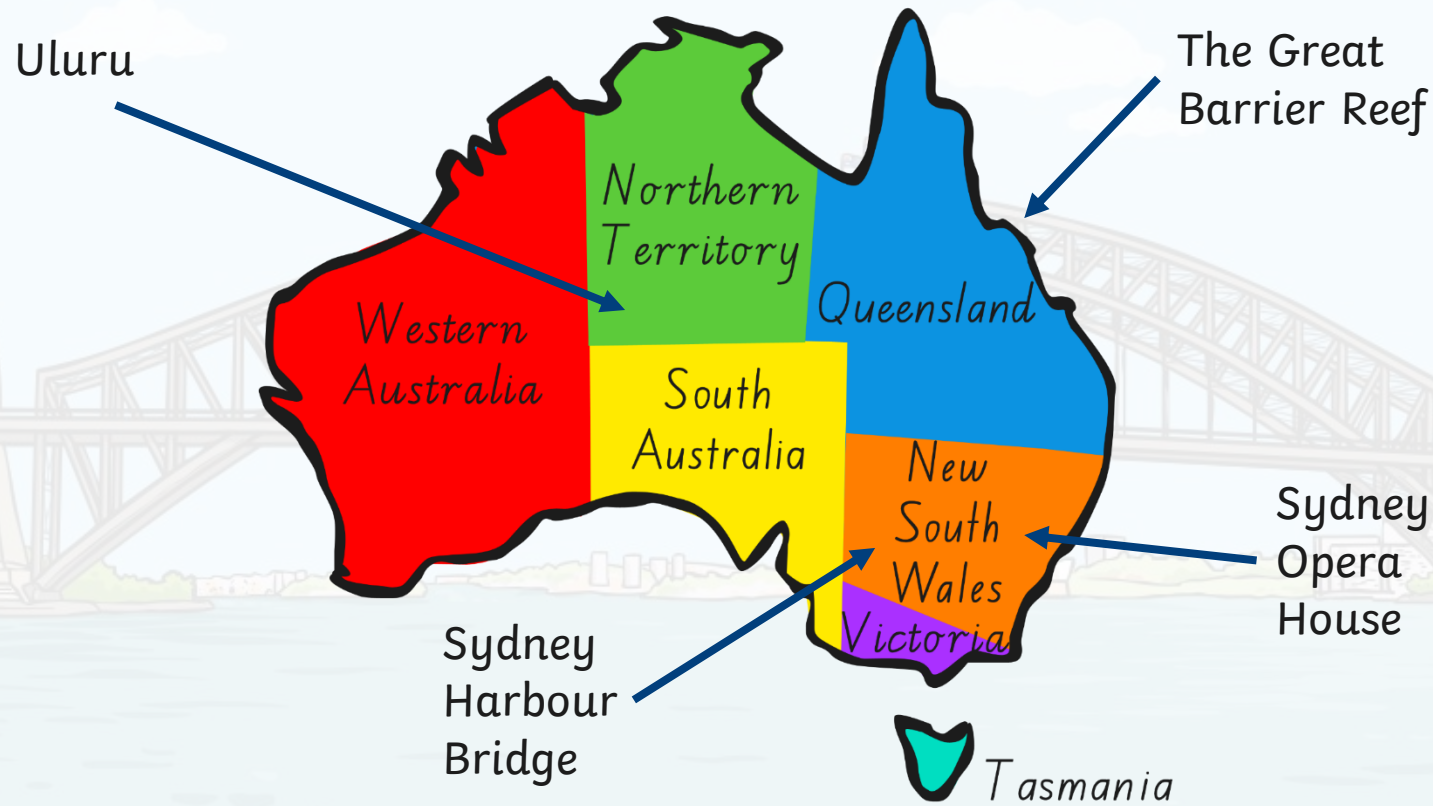 Uluru
The Great
Barrier Reef
Northern
Territory
Queensland
Western
Australia
South
Australia
New
South
Wales
Victoria
Sydney
Opera
House
Sydney
Harbour
Bridge
Tasmania